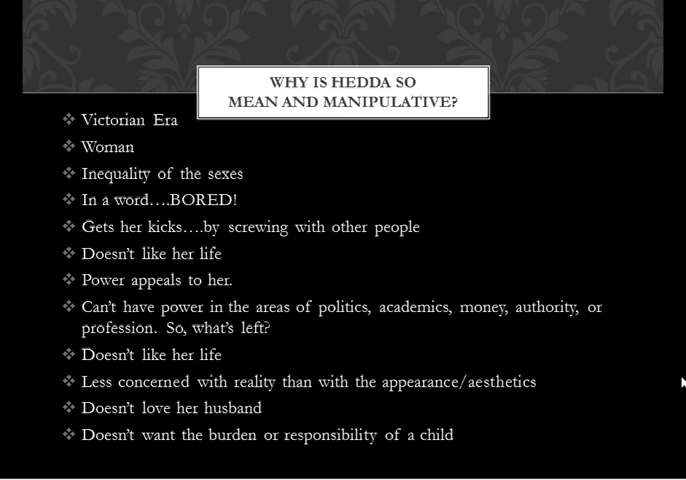 WHY IS HEDDA SO
MEAN AND MANIPULATIVE?
Victorian Era
Woman
Inequality of the sexes
In a word….BORED!
Gets her kicks….by screwing with other people
Doesn't like her life
Power appeals to her.
Can't have power in the areas of politics, academics, money, authority, or
profession. So, what's left?
Doesn't like her life
Less concerned with reality than with the appearance/aesthetics
Doesn't love her husband
Doesn't want the burden or responsibility of a child